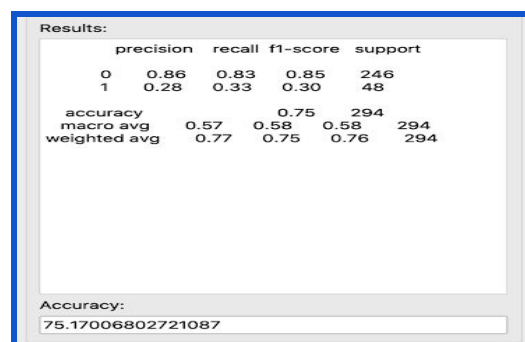 Results:
precision recall f1-score support
0 0.86 0.83 0.85 246
1 0.28 0.33 0.30 48
accuracy 0.75 294
macro avg 0.57 0.58 0.58 294
weighted avg 0.77 0.75 0.76 294
Accuracy:
75.17006802721087